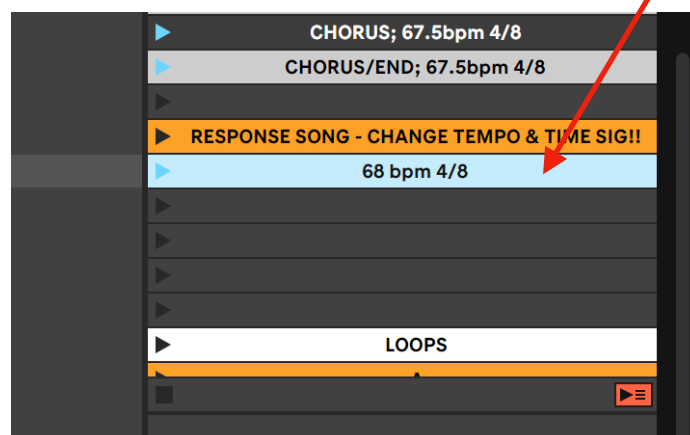 CHORUS; 67.5bpm 4/8
CHORUS/END; 67.5bpm 4/8
RESPONSE SONG - CHANGE TEMPO & TIME SIG!!
68 bpm 4/8
LOOPS